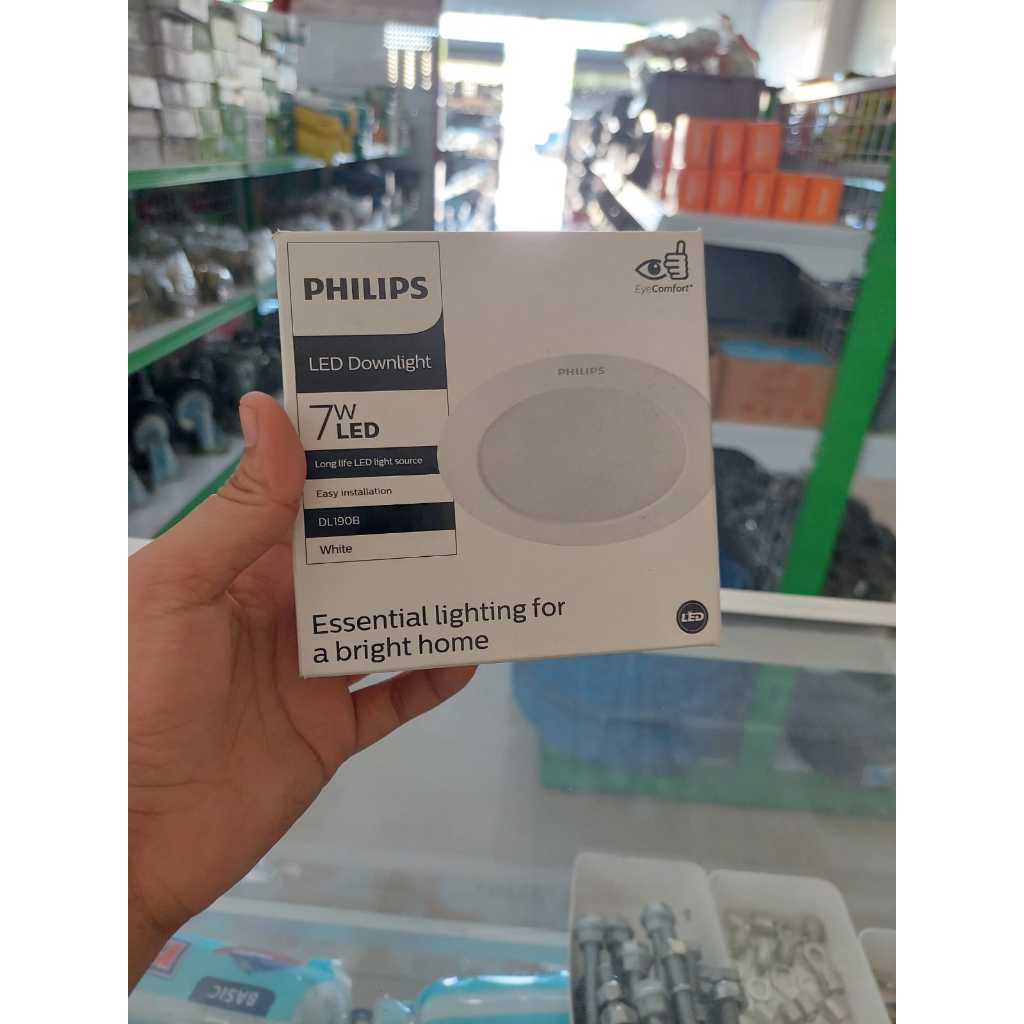 PHILIPS
LED Downlight
7W
LED
Long life LED light source
Easy installation
DL190B
White
EyeComfort*
PHILIPS
Essential lighting for
a bright home
LED
BASIC